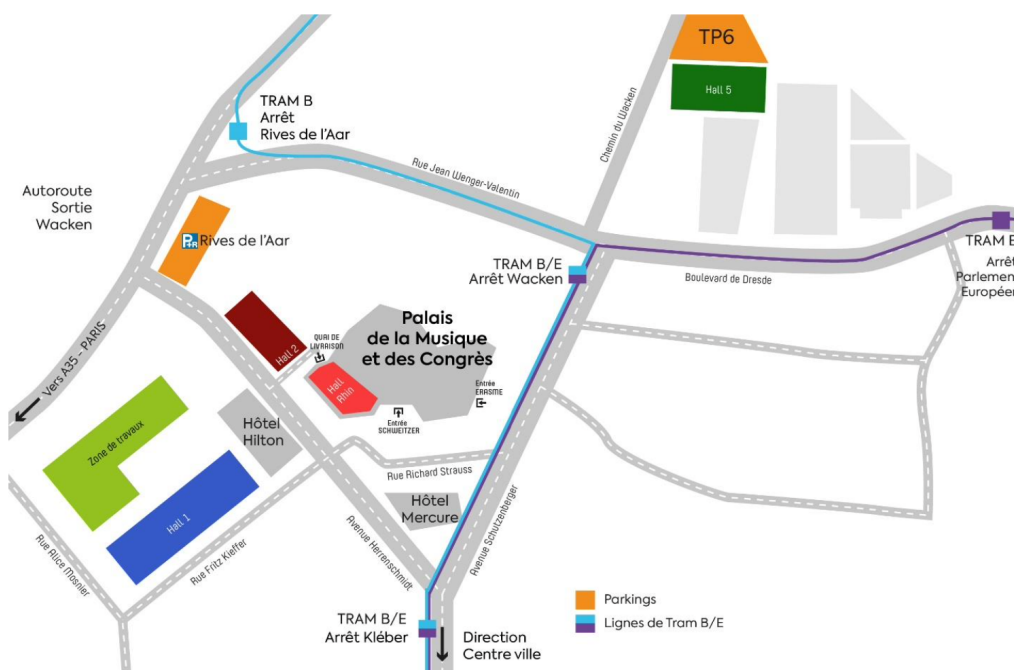 TP6
Hall 5
TRAM B
Arrêt
Rives de l'Aar
Chemin du Wacken
Rue Jean Wenger-Valentin
Autoroute
Sortie
Wacken
P+R
Rives de l'Aar
TRAM B/E
Arrêt Wacken
TRAM E
Arrêt
Parlement
Européen
Boulevard de Dresde
Palais
de la Musique
et des Congrès
QUAI DE
LIVRAISON
Hall 2
Hall
Rhin
Entrée
ERASME
Entrée
SCHWEITZER
Vers A35 - PARIS
Hôtel
Hilton
Zone de travaux
Rue Richard Strauss
Hôtel
Mercure
Hall 1
Avenue Herrenschmidt
Avenue Schutzenberger
Rue Alice Mosnier
Rue Fritz Kieffer
TRAM B/E
Arrêt Kléber
Direction
Centre ville
Parkings
Lignes de Tram B/E